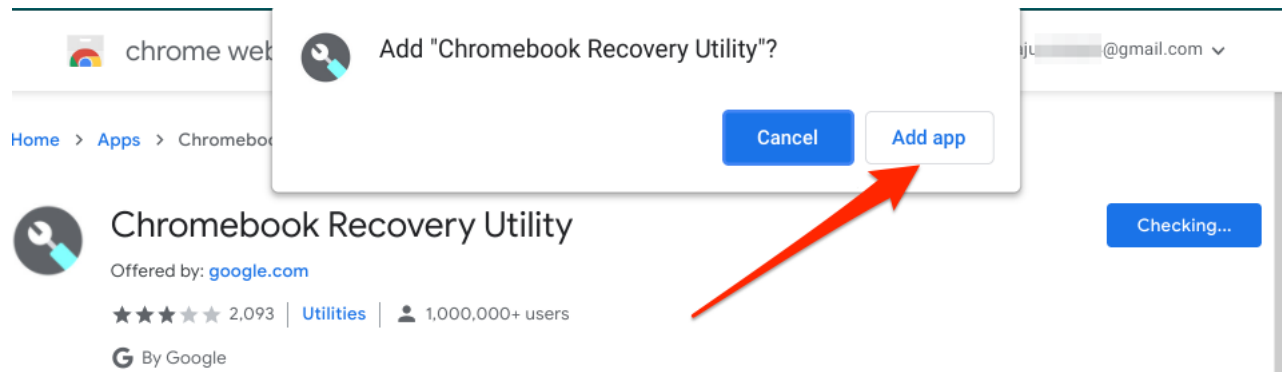 chrome web
Add "Chromebook Recovery Utility"?
@gmail.com
Cancel
Add app
Home > Apps > Chromeboo
Chromebook Recovery Utility
Checking...
Offered by: google.com
2,093 | Utilities | 1,000,000+ users
G By Google